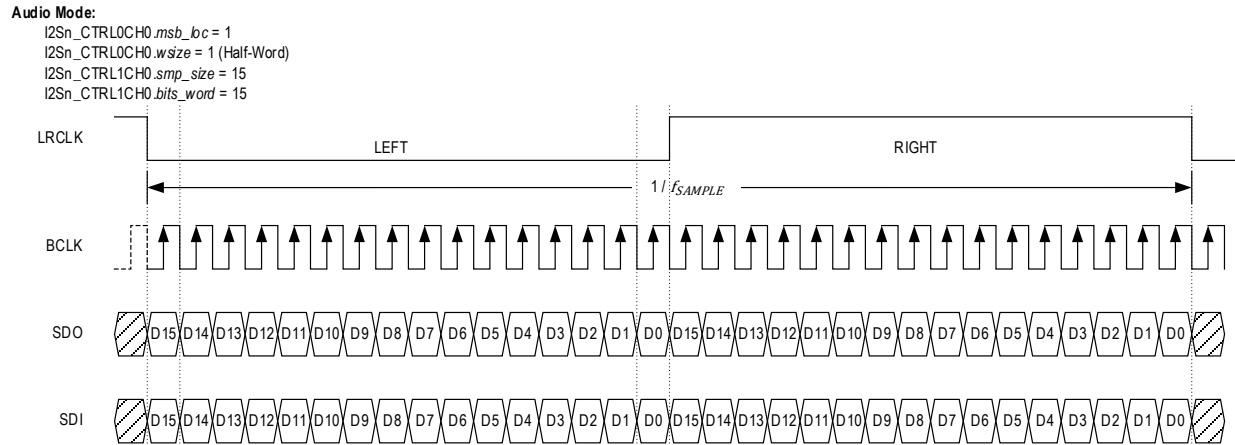 Audio Mode:
I2Sn_CTRL0CH0.msb_loc = 1
I2Sn_CTRL0CH0.wsize = 1 (Half-Word)
I2Sn_CTRL1CH0.smp_size = 15
I2Sn_CTRL1CH0.bits_word = 15
LRCLK LEFT RIGHT
1 / fSAMPLE
BCLK
SDO D15 D14 D13 D12 D11 D10 D9 D8 D7 D6 D5 D4 D3 D2 D1 D0 D15 D14 D13 D12 D11 D10 D9 D8 D7 D6 D5 D4 D3 D2 D1 D0
SDI D15 D14 D13 D12 D11 D10 D9 D8 D7 D6 D5 D4 D3 D2 D1 D0 D15 D14 D13 D12 D11 D10 D9 D8 D7 D6 D5 D4 D3 D2 D1 D0